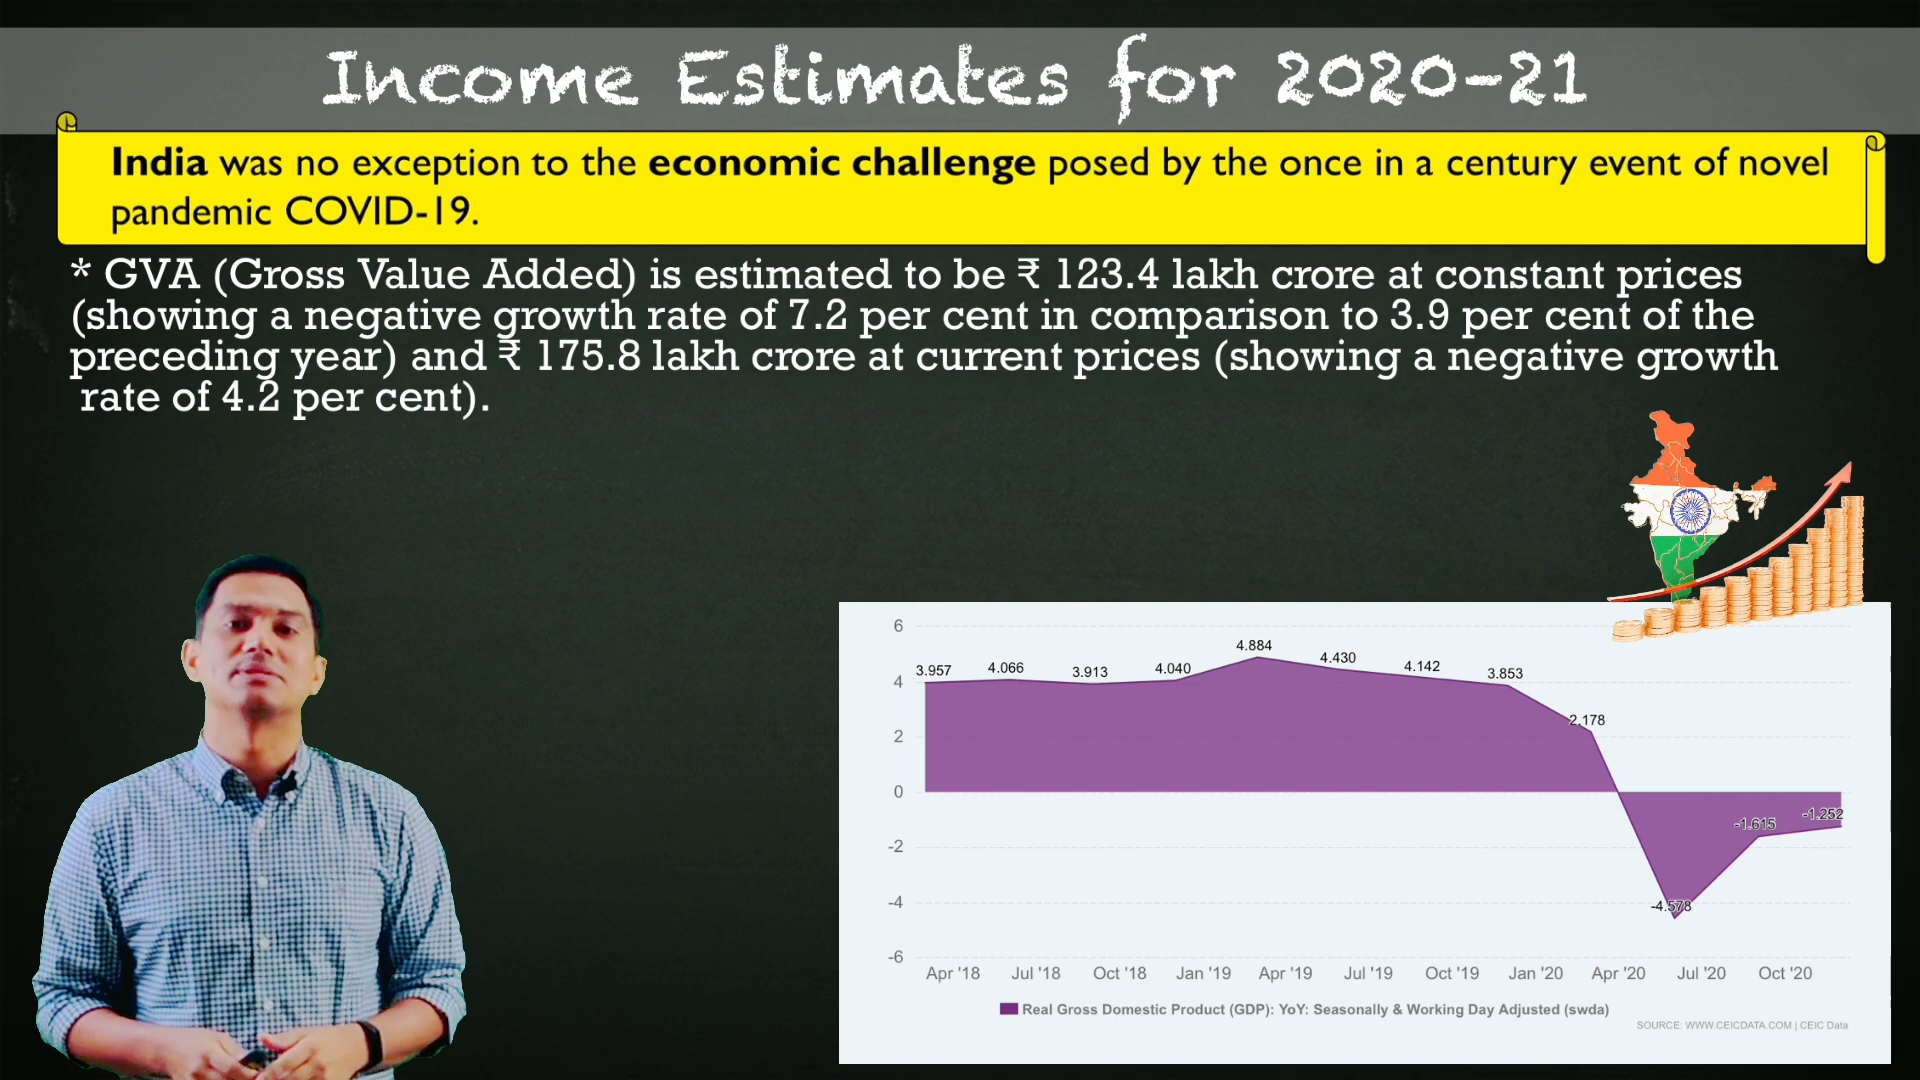 Income Estimates for 2020-21
India was no exception to the economic challenge posed by the once in a century event of novel
pandemic COVID-19.
* GVA (Gross Value Added) is estimated to be ₹ 123.4 lakh crore at constant prices
(showing a negative growth rate of 7.2 per cent in comparison to 3.9 per cent of the
preceding year) and ₹ 175.8 lakh crore at current prices (showing a negative growth
rate of 4.2 per cent).
6
4
2
0
-2
-4
-6
3.957 4.066 3.913 4.040 4.884 4.430 4.142 3.853 2.178 -4.578 -1.615 -1.252
Apr '18 Jul '18 Oct '18 Jan '19 Apr '19 Jul '19 Oct '19 Jan '20 Apr '20 Jul '20 Oct '20
Real Gross Domestic Product (GDP): YoY: Seasonally & Working Day Adjusted (swda)
SOURCE: WWW.CEICDATA.COM | CEIC Data